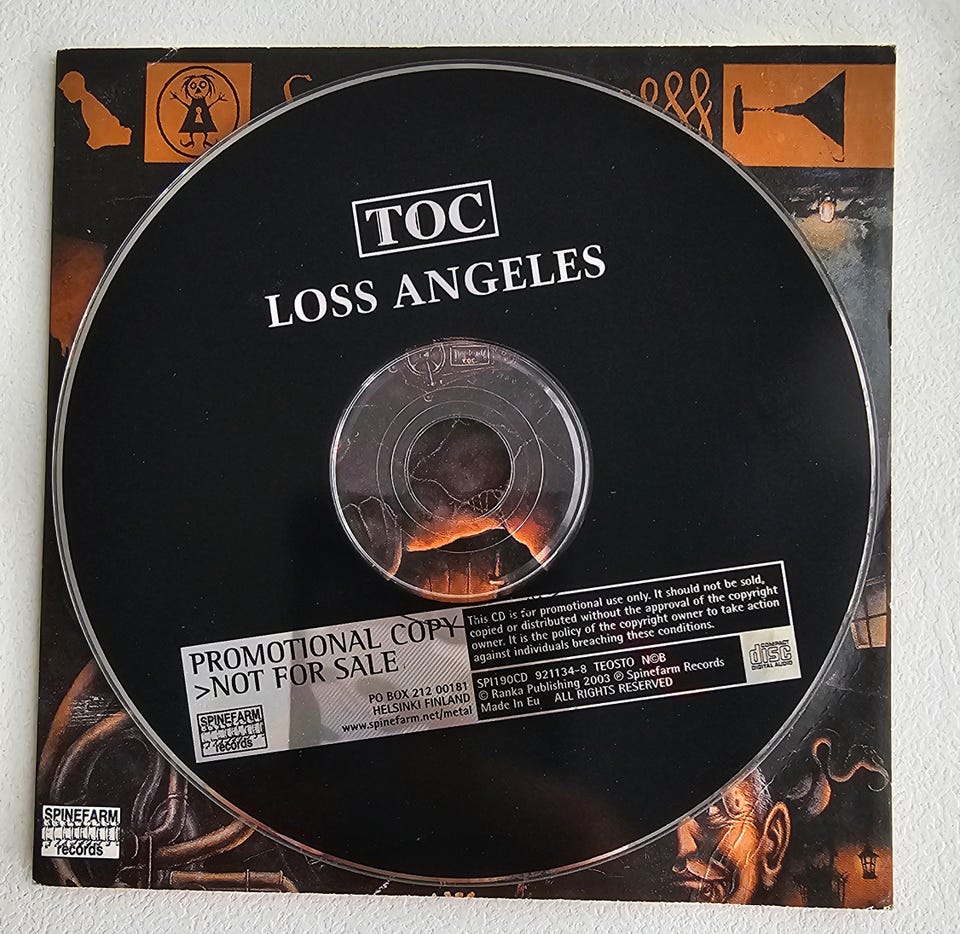 TOC
LOSS ANGELES
PROMOTIONAL COPY
>NOT FOR SALE
PO BOX 212 00181
HELSINKI FINLAND
www.spinefarm.net/metal
SPINEFARM
records
This CD is for promotional use only. It should not be sold,
copied or distributed without the approval of the copyright
owner. It is the policy of the copyright owner to take action
against individuals breaching these conditions.
SPI190CD 921134-8 TEOSTO N©B
© Ranka Publishing 2003 ℗ Spinefarm Records
Made In Eu ALL RIGHTS RESERVED
COMPACT
disc
DIGITAL AUDIO
SPINEFARM
records